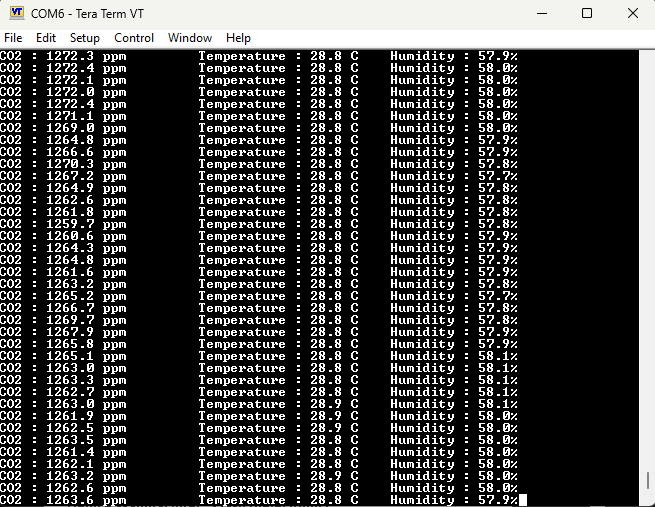 VT COM6 - Tera Term VT
File Edit Setup Control Window Help
CO2 : 1272.3 ppm Temperature : 28.8 C Humidity : 57.9%
CO2 : 1272.4 ppm Temperature : 28.8 C Humidity : 58.0%
CO2 : 1272.1 ppm Temperature : 28.8 C Humidity : 58.0%
CO2 : 1272.0 ppm Temperature : 28.8 C Humidity : 58.0%
CO2 : 1272.4 ppm Temperature : 28.8 C Humidity : 58.0%
CO2 : 1271.1 ppm Temperature : 28.8 C Humidity : 58.0%
CO2 : 1269.0 ppm Temperature : 28.8 C Humidity : 58.0%
CO2 : 1264.8 ppm Temperature : 28.8 C Humidity : 57.9%
CO2 : 1266.6 ppm Temperature : 28.8 C Humidity : 57.9%
CO2 : 1270.3 ppm Temperature : 28.8 C Humidity : 57.8%
CO2 : 1267.2 ppm Temperature : 28.8 C Humidity : 57.7%
CO2 : 1264.9 ppm Temperature : 28.8 C Humidity : 57.8%
CO2 : 1262.6 ppm Temperature : 28.8 C Humidity : 57.8%
CO2 : 1261.8 ppm Temperature : 28.8 C Humidity : 57.8%
CO2 : 1259.7 ppm Temperature : 28.8 C Humidity : 57.8%
CO2 : 1260.6 ppm Temperature : 28.8 C Humidity : 57.9%
CO2 : 1264.3 ppm Temperature : 28.8 C Humidity : 57.9%
CO2 : 1264.8 ppm Temperature : 28.8 C Humidity : 57.9%
CO2 : 1261.6 ppm Temperature : 28.8 C Humidity : 57.9%
CO2 : 1263.2 ppm Temperature : 28.8 C Humidity : 57.8%
CO2 : 1265.2 ppm Temperature : 28.8 C Humidity : 57.7%
CO2 : 1266.7 ppm Temperature : 28.8 C Humidity : 57.8%
CO2 : 1269.7 ppm Temperature : 28.8 C Humidity : 57.8%
CO2 : 1267.9 ppm Temperature : 28.8 C Humidity : 57.9%
CO2 : 1265.8 ppm Temperature : 28.8 C Humidity : 57.9%
CO2 : 1265.1 ppm Temperature : 28.8 C Humidity : 58.1%
CO2 : 1263.0 ppm Temperature : 28.8 C Humidity : 58.1%
CO2 : 1263.3 ppm Temperature : 28.8 C Humidity : 58.1%
CO2 : 1262.7 ppm Temperature : 28.8 C Humidity : 58.1%
CO2 : 1263.0 ppm Temperature : 28.9 C Humidity : 58.1%
CO2 : 1261.9 ppm Temperature : 28.9 C Humidity : 58.0%
CO2 : 1262.5 ppm Temperature : 28.9 C Humidity : 58.0%
CO2 : 1263.5 ppm Temperature : 28.8 C Humidity : 58.0%
CO2 : 1261.4 ppm Temperature : 28.8 C Humidity : 58.0%
CO2 : 1262.1 ppm Temperature : 28.8 C Humidity : 58.0%
CO2 : 1263.2 ppm Temperature : 28.9 C Humidity : 58.0%
CO2 : 1262.6 ppm Temperature : 28.8 C Humidity : 58.0%
CO2 : 1263.6 ppm Temperature : 28.8 C Humidity : 57.9%